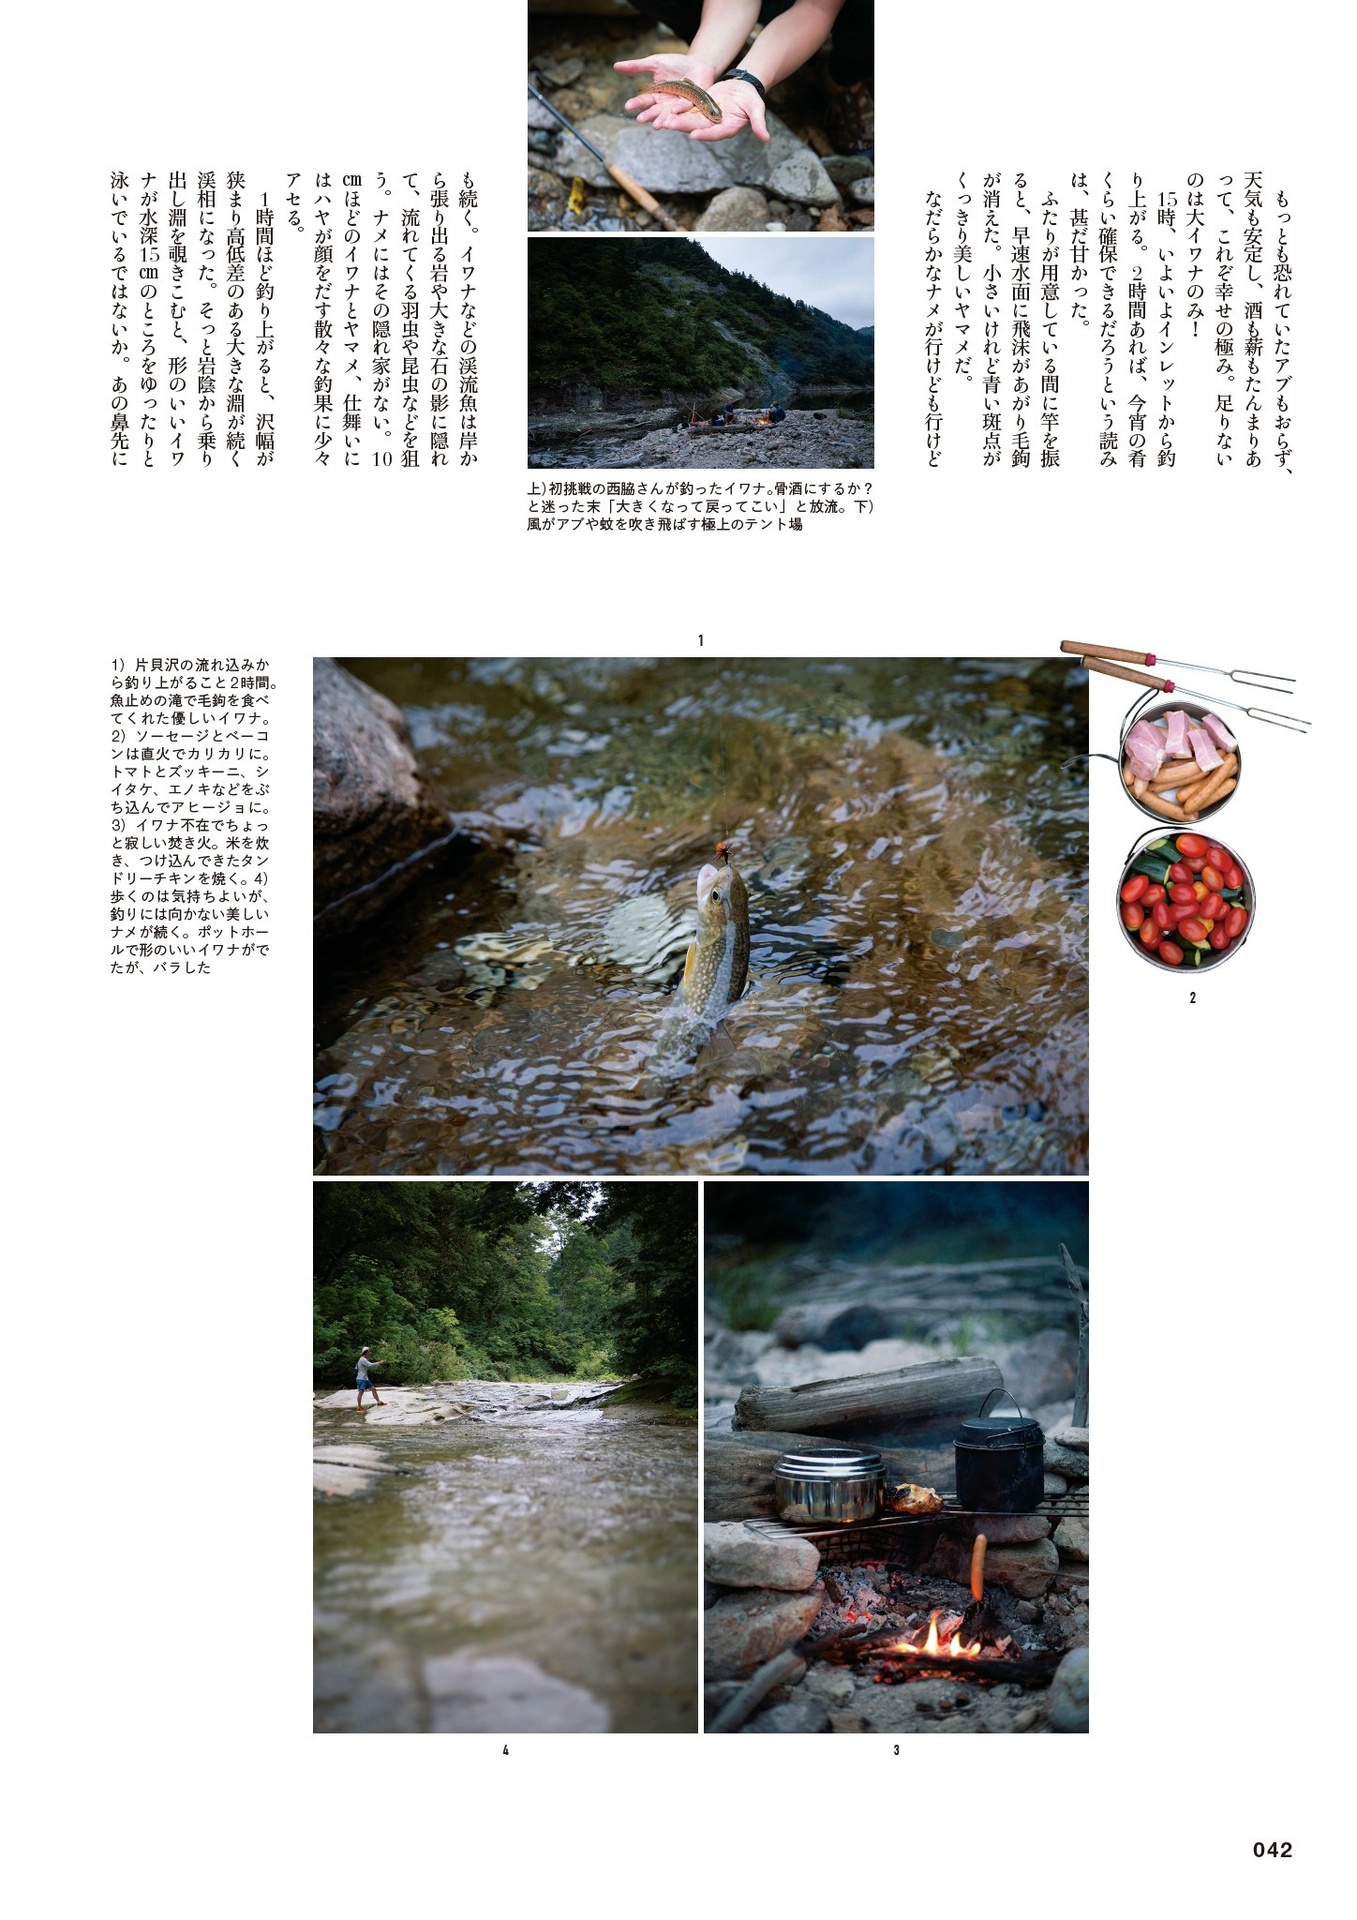 もっとも恐れていたアブもおらず、
天気も安定し、酒も薪もたんまりあ
って、これぞ幸せの極み。足りない
のは大イワナのみ！
15時、いよいよインレットから釣
り上がる。2時間あれば、今宵の肴
くらい確保できるだろうという読み
は、甚だ甘かった。
ふたりが用意している間に竿を振
ると、早速水面に飛沫があがり毛鉤
が消えた。小さいけれど青い斑点が
くっきり美しいヤマメだ。
なだらかなナメが行けども行けど
も続く。イワナなどの渓流魚は岸か
ら張り出る岩や大きな石の影に隠れ
て、流れてくる羽虫や昆虫などを狙
う。ナメにはその隠れ家がない。10
㎝ほどのイワナとヤマメ、仕舞いに
はハヤが顔をだす散々な釣果に少々
アセる。
1時間ほど釣り上がると、沢幅が
狭まり高低差のある大きな淵が続く
渓相になった。そっと岩陰から乗り
出し淵を覗きこむと、形のいいイワ
ナが水深15㎝のところをゆったりと
泳いでいるではないか。あの鼻先に
上）初挑戦の西脇さんが釣ったイワナ。骨酒にするか？
と迷った末「大きくなって戻ってこい」と放流。下）
風がアブや蚊を吹き飛ばす極上のテント場
1
1）片貝沢の流れ込みか
ら釣り上がること2時間。
魚止めの滝で毛鉤を食べ
てくれた優しいイワナ。
2）ソーセージとベーコ
ンは直火でカリカリに。
トマトとズッキーニ、シ
イタケ、エノキなどをぶ
ち込んでアヒージョに。
3）イワナ不在でちょっ
と寂しい焚き火。米を炊
き、つけ込んできたタン
ドリーチキンを焼く。4）
歩くのは気持ちよいが、
釣りには向かない美しい
ナメが続く。ポットホー
ルで形のいいイワナがで
たが、バラした
2
4
3
042